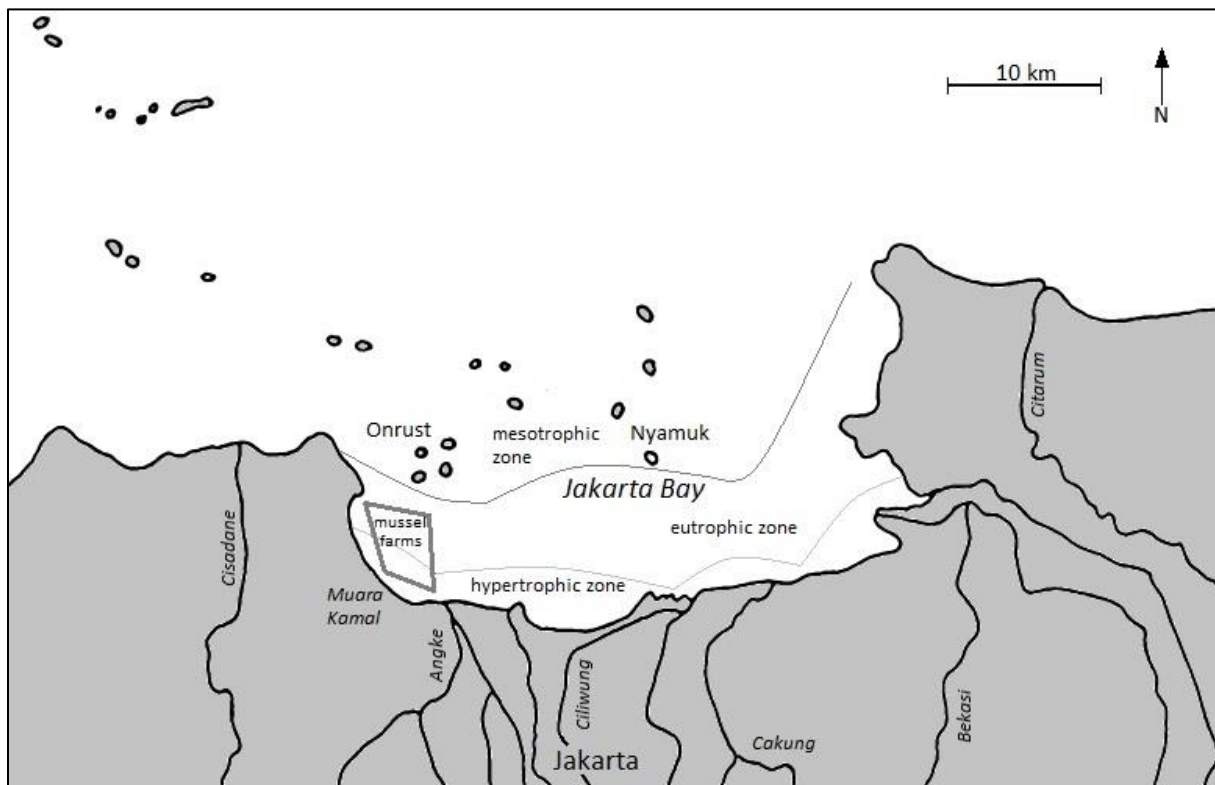 10 km
N
Citarum
Onrust
mesotrophic
zone
Nyamuk
Jakarta Bay
mussel
farms
eutrophic zone
Cisadane
hypertrophic zone
Muara
Kamal
Angke
Ciliwung
Bekasi
Cakung
Jakarta